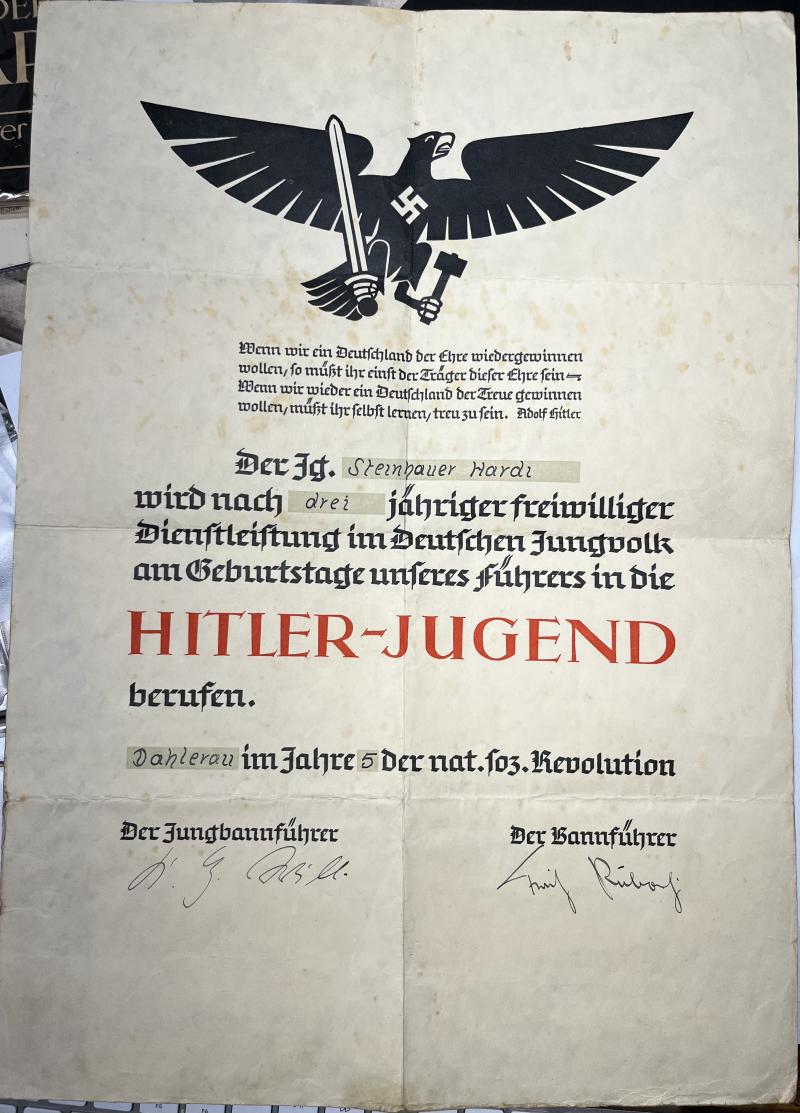 Wenn wir ein Deutschland der Ehre wiedergewinnen
wollen, so müßt ihr einst der Träger dieser Ehre sein –
Wenn wir wieder ein Deutschland der Treue gewinnen
wollen, müßt ihr selbst lernen, treu zu sein. Adolf Hitler
Der Jg. Steinhauer Hardi
wird nach drei jähriger freiwilliger
Dienstleistung im Deutschen Jungvolk
am Geburtstage unseres Führers in die
HITLER-JUGEND
berufen.
Dahlerau im Jahre 5 der nat. soz. Revolution
Der Jungbannführer
Der Bannführer